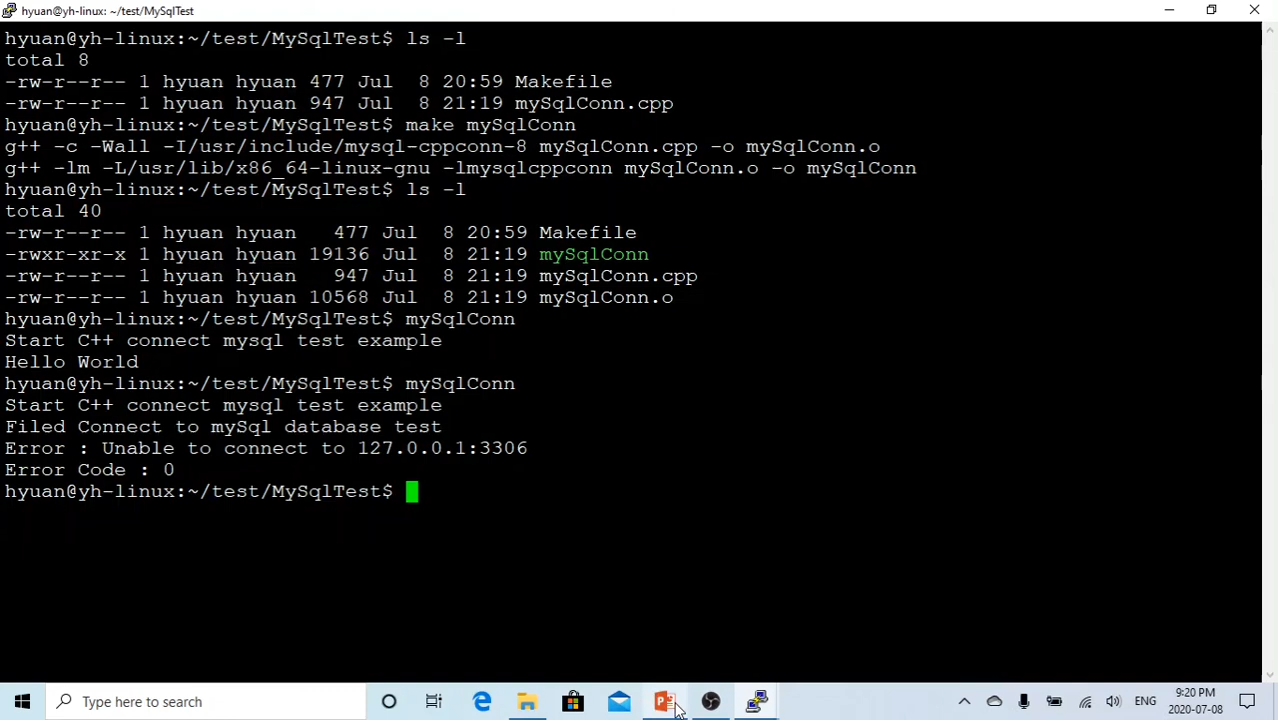 hyuan@yh-linux: ~/test/MySqlTest
hyuan@yh-linux:~/test/MySqlTest$ ls -l
total 8
-rw-r--r-- 1 hyuan hyuan 477 Jul  8 20:59 Makefile
-rw-r--r-- 1 hyuan hyuan 947 Jul  8 21:19 mySqlConn.cpp
hyuan@yh-linux:~/test/MySqlTest$ make mySqlConn
g++ -c -Wall -I/usr/include/mysql-cppconn-8 mySqlConn.cpp -o mySqlConn.o
g++ -lm -L/usr/lib/x86_64-linux-gnu -lmysqlcppconn mySqlConn.o -o mySqlConn
hyuan@yh-linux:~/test/MySqlTest$ ls -l
total 40
-rw-r--r-- 1 hyuan hyuan   477 Jul  8 20:59 Makefile
-rwxr-xr-x 1 hyuan hyuan 19136 Jul  8 21:19 mySqlConn
-rw-r--r-- 1 hyuan hyuan   947 Jul  8 21:19 mySqlConn.cpp
-rw-r--r-- 1 hyuan hyuan 10568 Jul  8 21:19 mySqlConn.o
hyuan@yh-linux:~/test/MySqlTest$ mySqlConn
Start C++ connect mysql test example
Hello World
hyuan@yh-linux:~/test/MySqlTest$ mySqlConn
Start C++ connect mysql test example
Filed Connect to mySql database test
Error : Unable to connect to 127.0.0.1:3306
Error Code : 0
hyuan@yh-linux:~/test/MySqlTest$
Type here to search
ENG
9:20 PM
2020-07-08